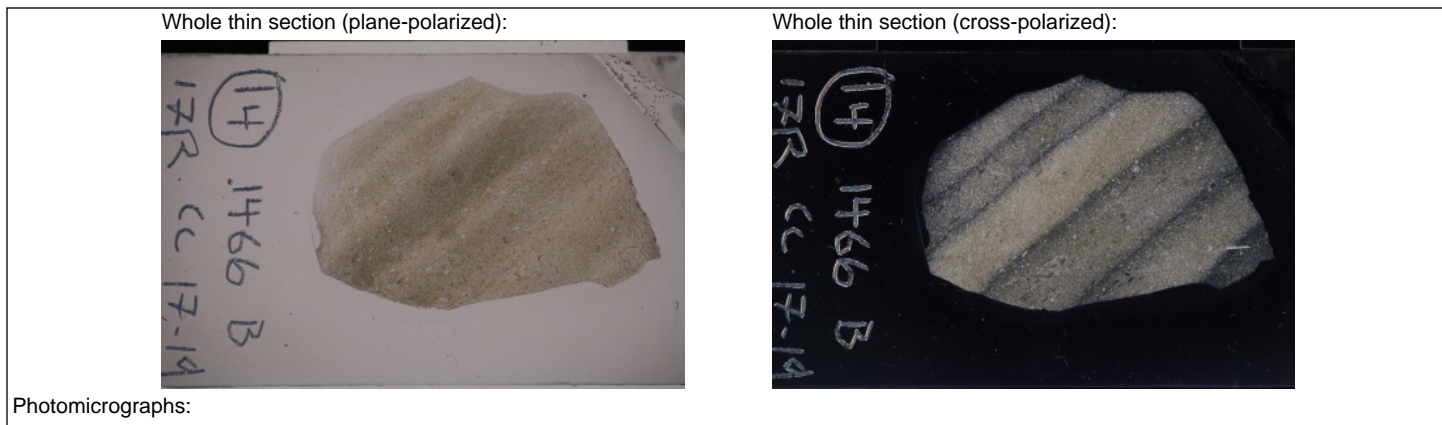 Whole thin section (plane-polarized):
Whole thin section (cross-polarized):
14
1466 B
17R CC 17-19
14
1466 B
17R CC 17-19
Photomicrographs: